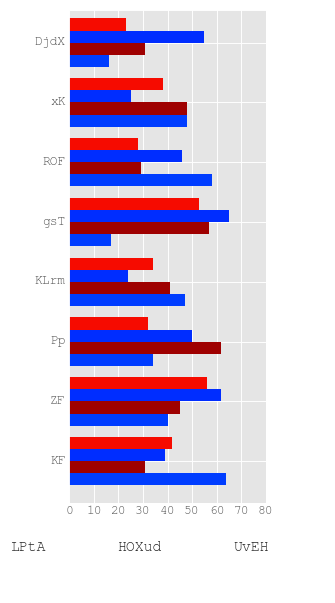 DjdX
xK
ROF
gsT
KLrm
Pp
ZF
KF
0 10 20 30 40 50 60 70 80
LPtA HOXud UvEH